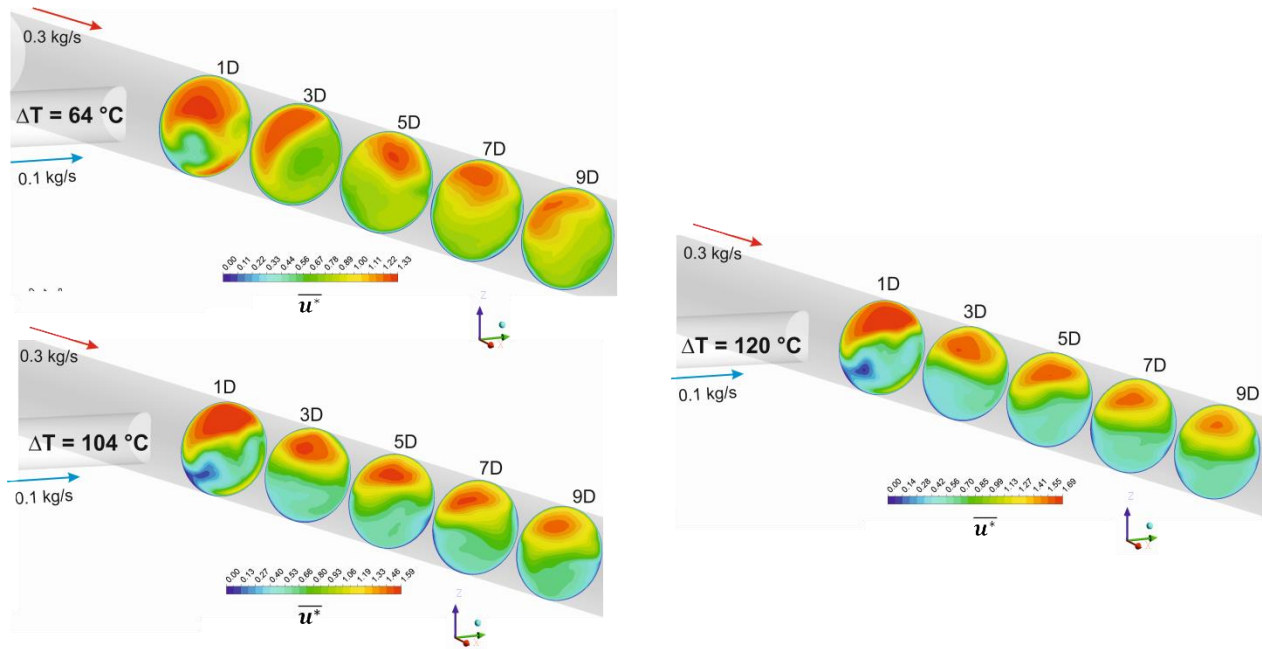 0.3 kg/s
1D
3D
5D
7D
9D
ΔT = 64 °C
0.1 kg/s
0.00 0.11 0.22 0.33 0.44 0.56 0.67 0.78 0.89 1.00 1.11 1.22 1.33
u*
Z
X
0.3 kg/s
1D
3D
5D
7D
9D
ΔT = 104 °C
0.1 kg/s
0.00 0.13 0.27 0.40 0.53 0.66 0.80 0.93 1.06 1.19 1.33 1.46 1.59
u*
Z
X
0.3 kg/s
1D
3D
5D
7D
9D
ΔT = 120 °C
0.1 kg/s
0.00 0.14 0.28 0.42 0.56 0.70 0.85 0.99 1.13 1.27 1.41 1.55 1.69
u*
Z
X